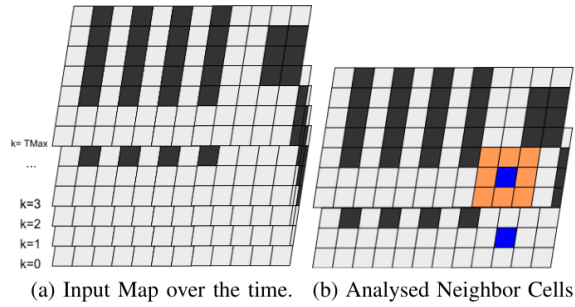 k= TMax
...
k=3
k=2
k=1
k=0
(a) Input Map over the time. (b) Analysed Neighbor Cells